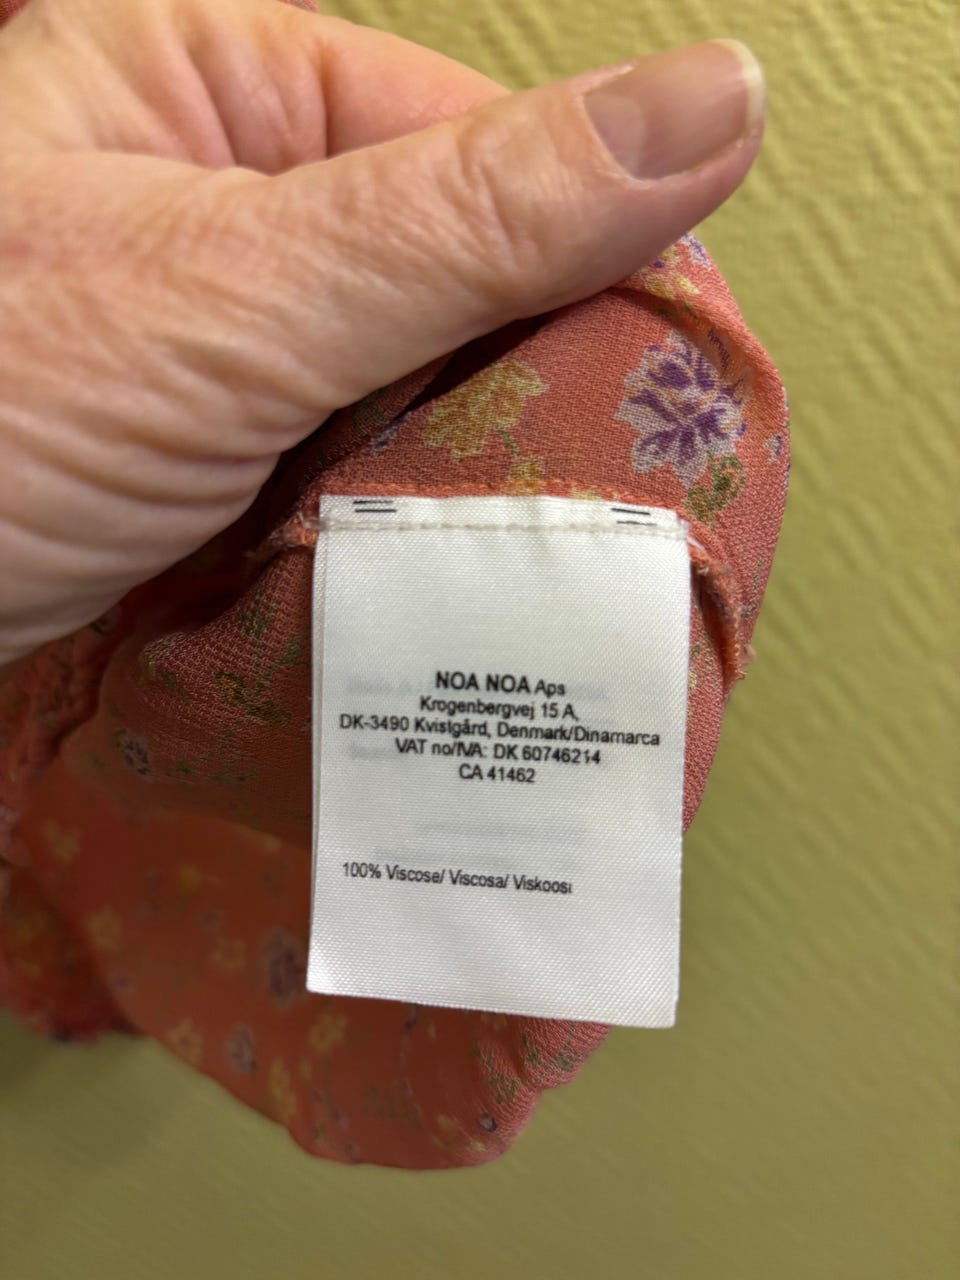 NOA NOA Aps
Krogenbergvej 15 A,
DK-3490 Kvistgård, Denmark/Dinamarca
VAT no/IVA: DK 60746214
CA 41462
100% Viscose/ Viscosa/ Viskoosi